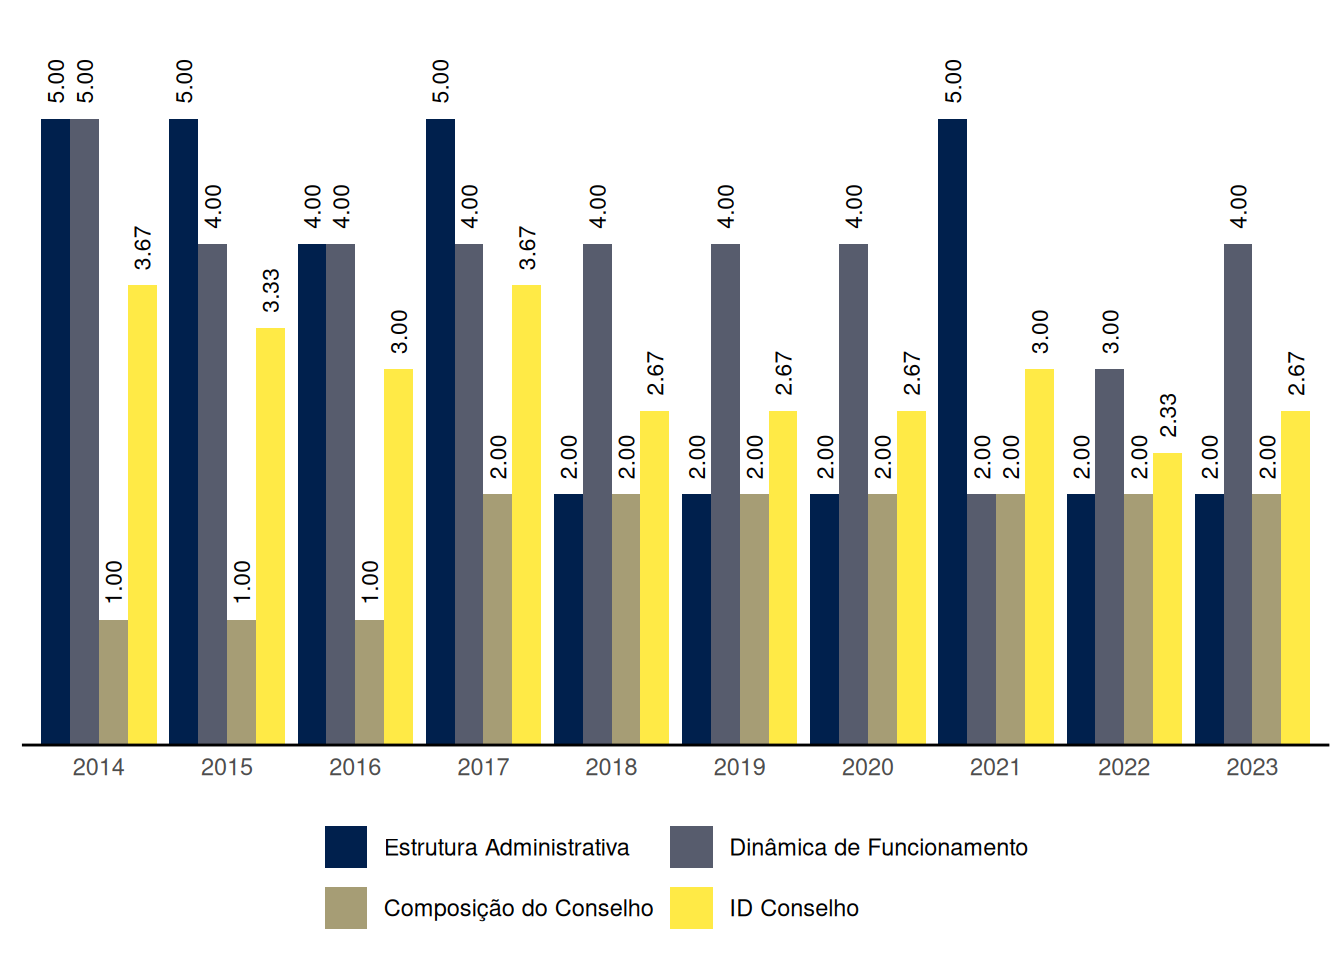 5.00 5.00 1.00 3.67
5.00 4.00 1.00 3.33
4.00 4.00 1.00 3.00
5.00 4.00 2.00 3.67
2.00 4.00 2.00 2.67
2.00 4.00 2.00 2.67
2.00 4.00 2.00 2.67
5.00 2.00 2.00 3.00
2.00 3.00 2.00 2.33
2.00 4.00 2.00 2.67
2014 2015 2016 2017 2018 2019 2020 2021 2022 2023
Estrutura Administrativa Dinâmica de Funcionamento
Composição do Conselho ID Conselho